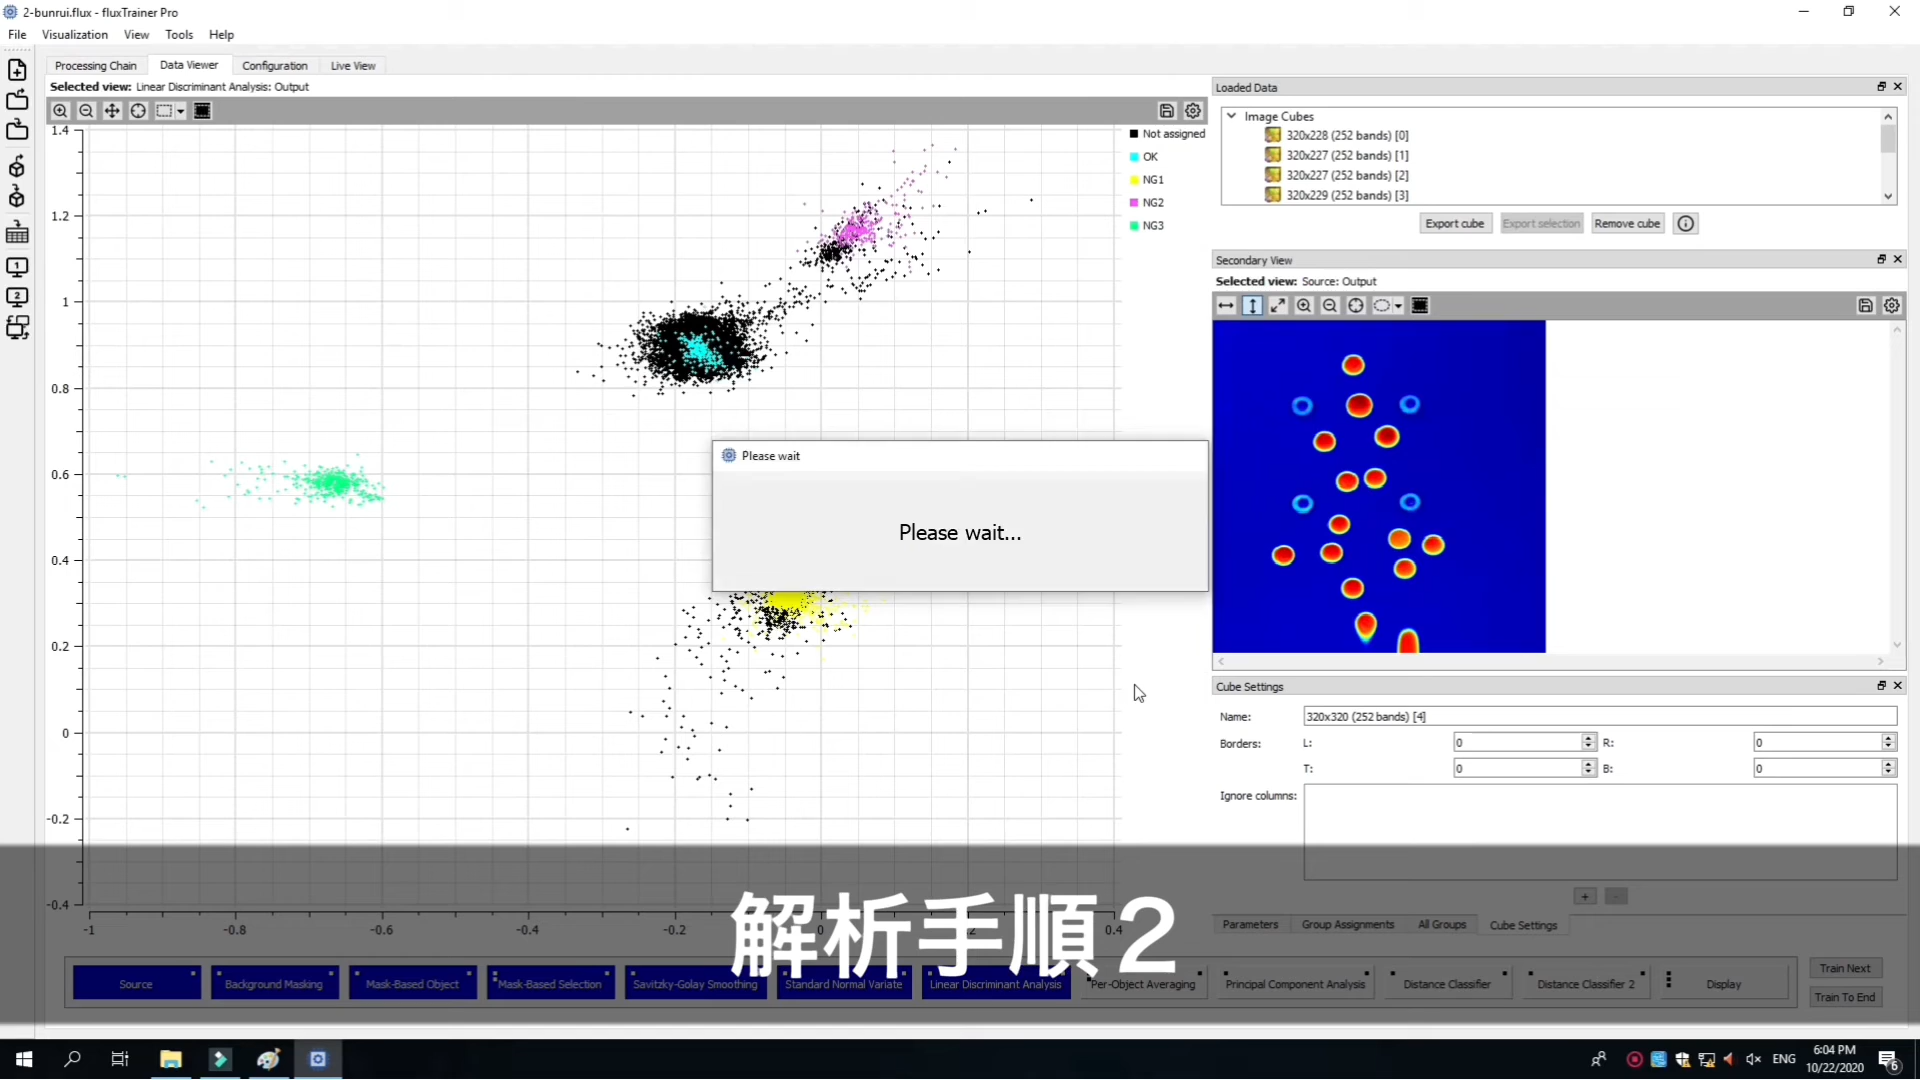 2-bunrui.flux - fluxTrainer Pro
File Visualization View Tools Help
Processing Chain Data Viewer Configuration Live View
Selected view: Linear Discriminant Analysis: Output
1.4
1.2
1
0.8
0.6
0.4
0.2
0
-0.2
-0.4
-1 -0.8 -0.6 -0.4 -0.2 0 0.4
Not assigned
OK
NG1
NG2
NG3
Please wait
Please wait...
Loaded Data
Image Cubes
320x228 (252 bands) [0]
320x227 (252 bands) [1]
320x227 (252 bands) [2]
320x229 (252 bands) [3]
Export cube Export selection Remove cube
Secondary View
Selected view: Source: Output
Cube Settings
Name: 320x320 (252 bands) [4]
Borders: L: 0 R: 0
T: 0 B: 0
Ignore columns:
+ -
Parameters Group Assignments All Groups Cube Settings
解析手順２
Source Background Masking Mask-Based Object Mask-Based Selection Savitzky-Golay Smoothing Standard Normal Variate Linear Discriminant Analysis Per-Object Averaging Principal Component Analysis Distance Classifier Distance Classifier 2 Display
Train Next
Train To End
ENG
6:04 PM
10/22/2020
6